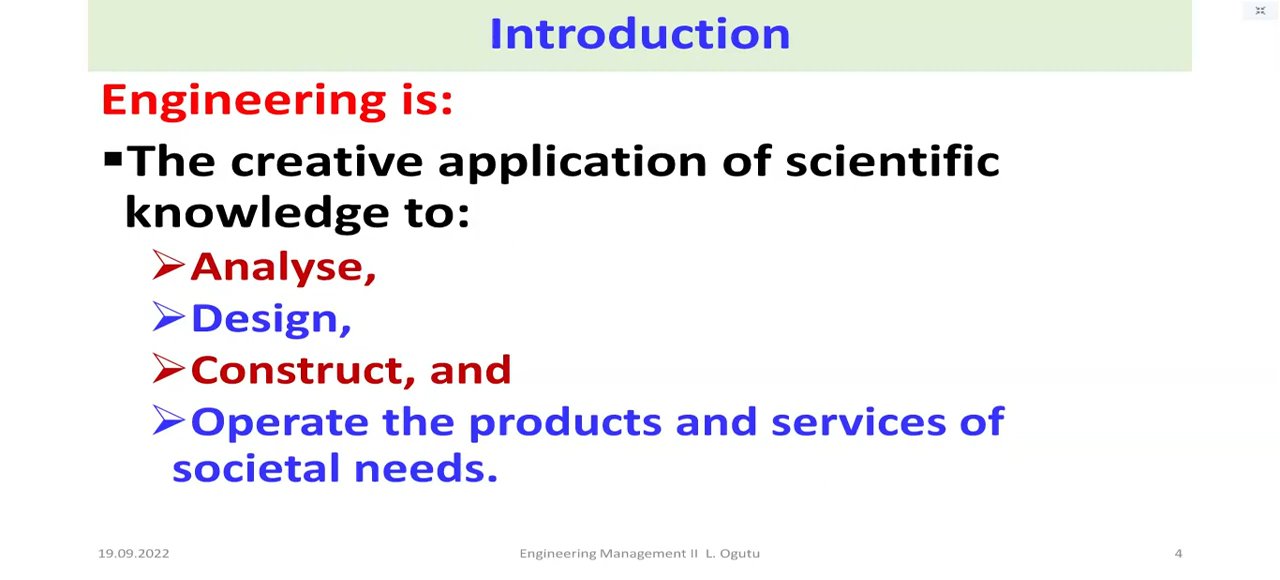 Introduction
Engineering is:
▪The creative application of scientific
knowledge to:
➢Analyse,
➢Design,
➢Construct, and
➢Operate the products and services of
societal needs.
19.09.2022
Engineering Management II L. Ogutu
4